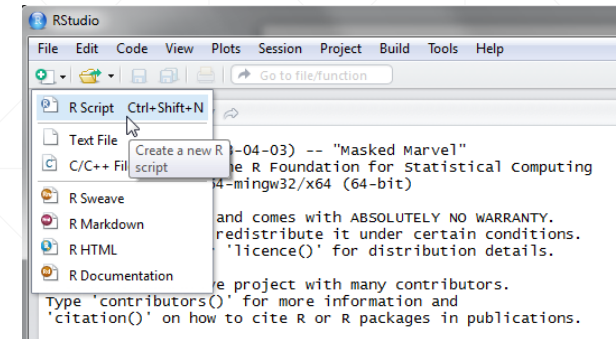 RStudio
File Edit Code View Plots Session Project Build Tools Help
Go to file/function
R Script Ctrl+Shift+N
Text File
C/C++ Fil
R Sweave
R Markdown
R HTML
R Documentation
Create a new R
script
-04-03) -- "Masked Marvel"
e R Foundation for Statistical Computing
4-mingw32/x64 (64-bit)
and comes with ABSOLUTELY NO WARRANTY.
redistribute it under certain conditions.
'licence()' for distribution details.
ve project with many contributors.
Type 'contributors()' for more information and
'citation()' on how to cite R or R packages in publications.